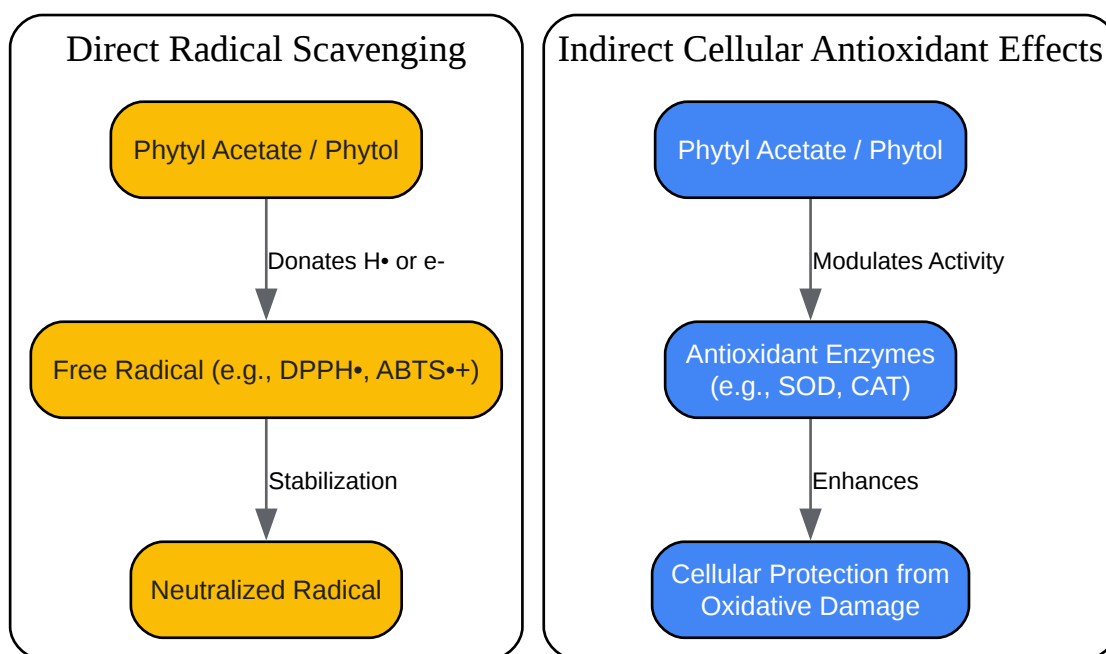 Direct Radical Scavenging
Phytyl Acetate / Phytol
Donates H• or e-
Free Radical (e.g., DPPH•, ABTS•+)
Stabilization
Neutralized Radical
Indirect Cellular Antioxidant Effects
Phytyl Acetate / Phytol
Modulates Activity
Antioxidant Enzymes
(e.g., SOD, CAT)
Enhances
Cellular Protection from
Oxidative Damage